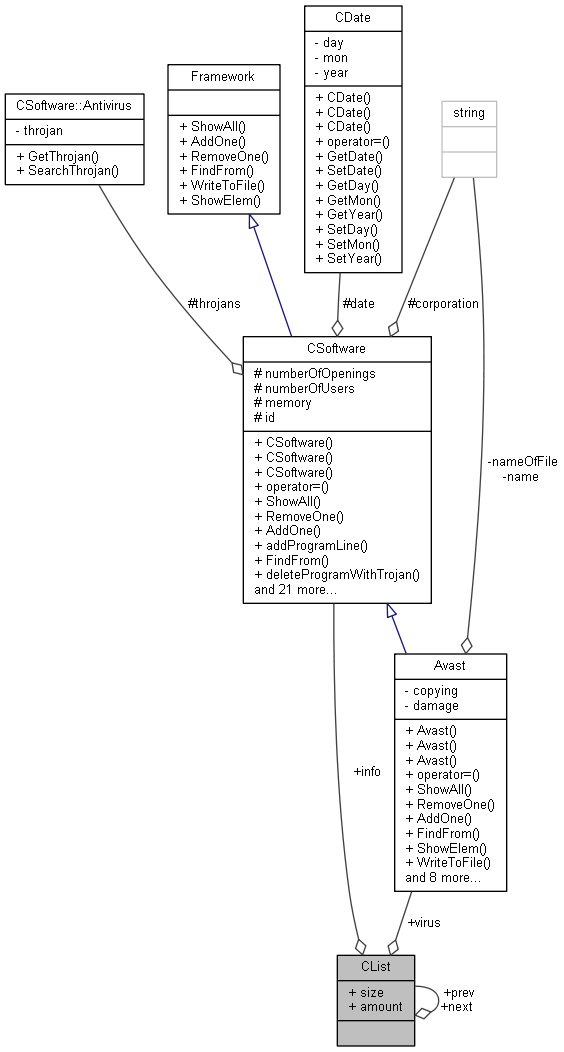 CDate
- day
- mon
- year
+ CDate()
+ CDate()
+ CDate()
+ operator=()
+ GetDate()
+ SetDate()
+ GetDay()
+ GetMon()
+ GetYear()
+ SetDay()
+ SetMon()
+ SetYear()
Framework
+ ShowAll()
+ AddOne()
+ RemoveOne()
+ FindFrom()
+ WriteToFile()
+ ShowElem()
CSoftware::Antivirus
- throjan
+ GetThrojan()
+ SearchThrojan()
string
#throjans
#date
#corporation
CSoftware
# numberOfOpenings
# numberOfUsers
# memory
# id
+ CSoftware()
+ CSoftware()
+ CSoftware()
+ operator=()
+ ShowAll()
+ RemoveOne()
+ AddOne()
+ addProgramLine()
+ FindFrom()
+ deleteProgramWithTrojan()
and 21 more...
-nameOfFile
-name
Avast
- copying
- damage
+ Avast()
+ Avast()
+ Avast()
+ operator=()
+ ShowAll()
+ RemoveOne()
+ AddOne()
+ FindFrom()
+ ShowElem()
+ WriteToFile()
and 8 more...
+info
+virus
CList
+ size
+ amount
+prev
+next